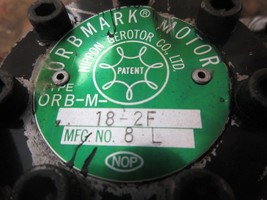 ORBMARK® MOTOR
NIPPON GEROTOR CO., LTD.
PATENT
TYPE
ORB-M-
18-2F
MFG NO. 8 L
NOP